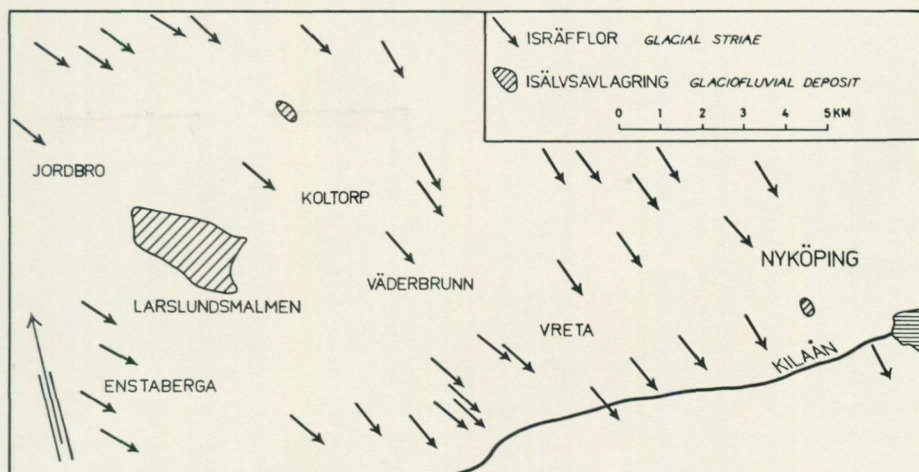 ISRÄFFLOR GLACIAL STRIAE
ISÄLVSAVLAGRING GLACIOFLUVIAL DEPOSIT
0 1 2 3 4 5 KM
JORDBRO
KOLTORP
NYKÖPING
VÄDERBRUNN
LARSLUNDSMALMEN
VRETA
KILAÅN
ENSTABERGA